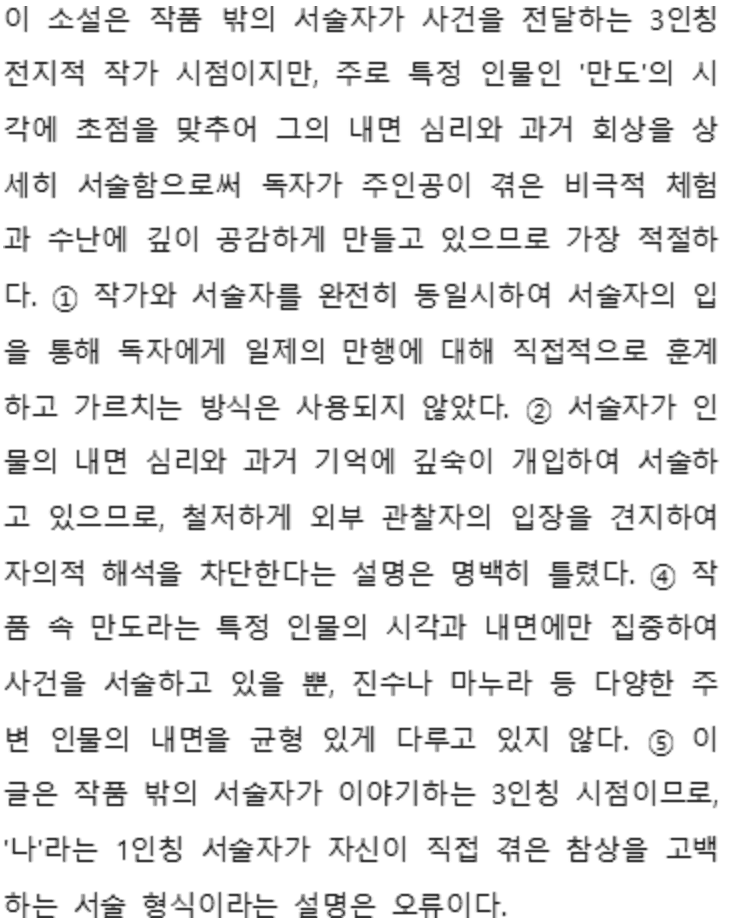 이 소설은 작품 밖의 서술자가 사건을 전달하는 3인칭
전지적 작가 시점이지만, 주로 특정 인물인 '만도'의 시
각에 초점을 맞추어 그의 내면 심리와 과거 회상을 상
세히 서술함으로써 독자가 주인공이 겪은 비극적 체험
과 수난에 깊이 공감하게 만들고 있으므로 가장 적절하
다. ① 작가와 서술자를 완전히 동일시하여 서술자의 입
을 통해 독자에게 일제의 만행에 대해 직접적으로 훈계
하고 가르치는 방식은 사용되지 않았다. ② 서술자가 인
물의 내면 심리와 과거 기억에 깊숙이 개입하여 서술하
고 있으므로, 철저하게 외부 관찰자의 입장을 견지하여
자의적 해석을 차단한다는 설명은 명백히 틀렸다. ④ 작
품 속 만도라는 특정 인물의 시각과 내면에만 집중하여
사건을 서술하고 있을 뿐, 진수나 마누라 등 다양한 주
변 인물의 내면을 균형 있게 다루고 있지 않다. ⑤ 이
글은 작품 밖의 서술자가 이야기하는 3인칭 시점이므로,
'나'라는 1인칭 서술자가 자신이 직접 겪은 참상을 고백
하는 서술 형식이라는 설명은 오류이다.